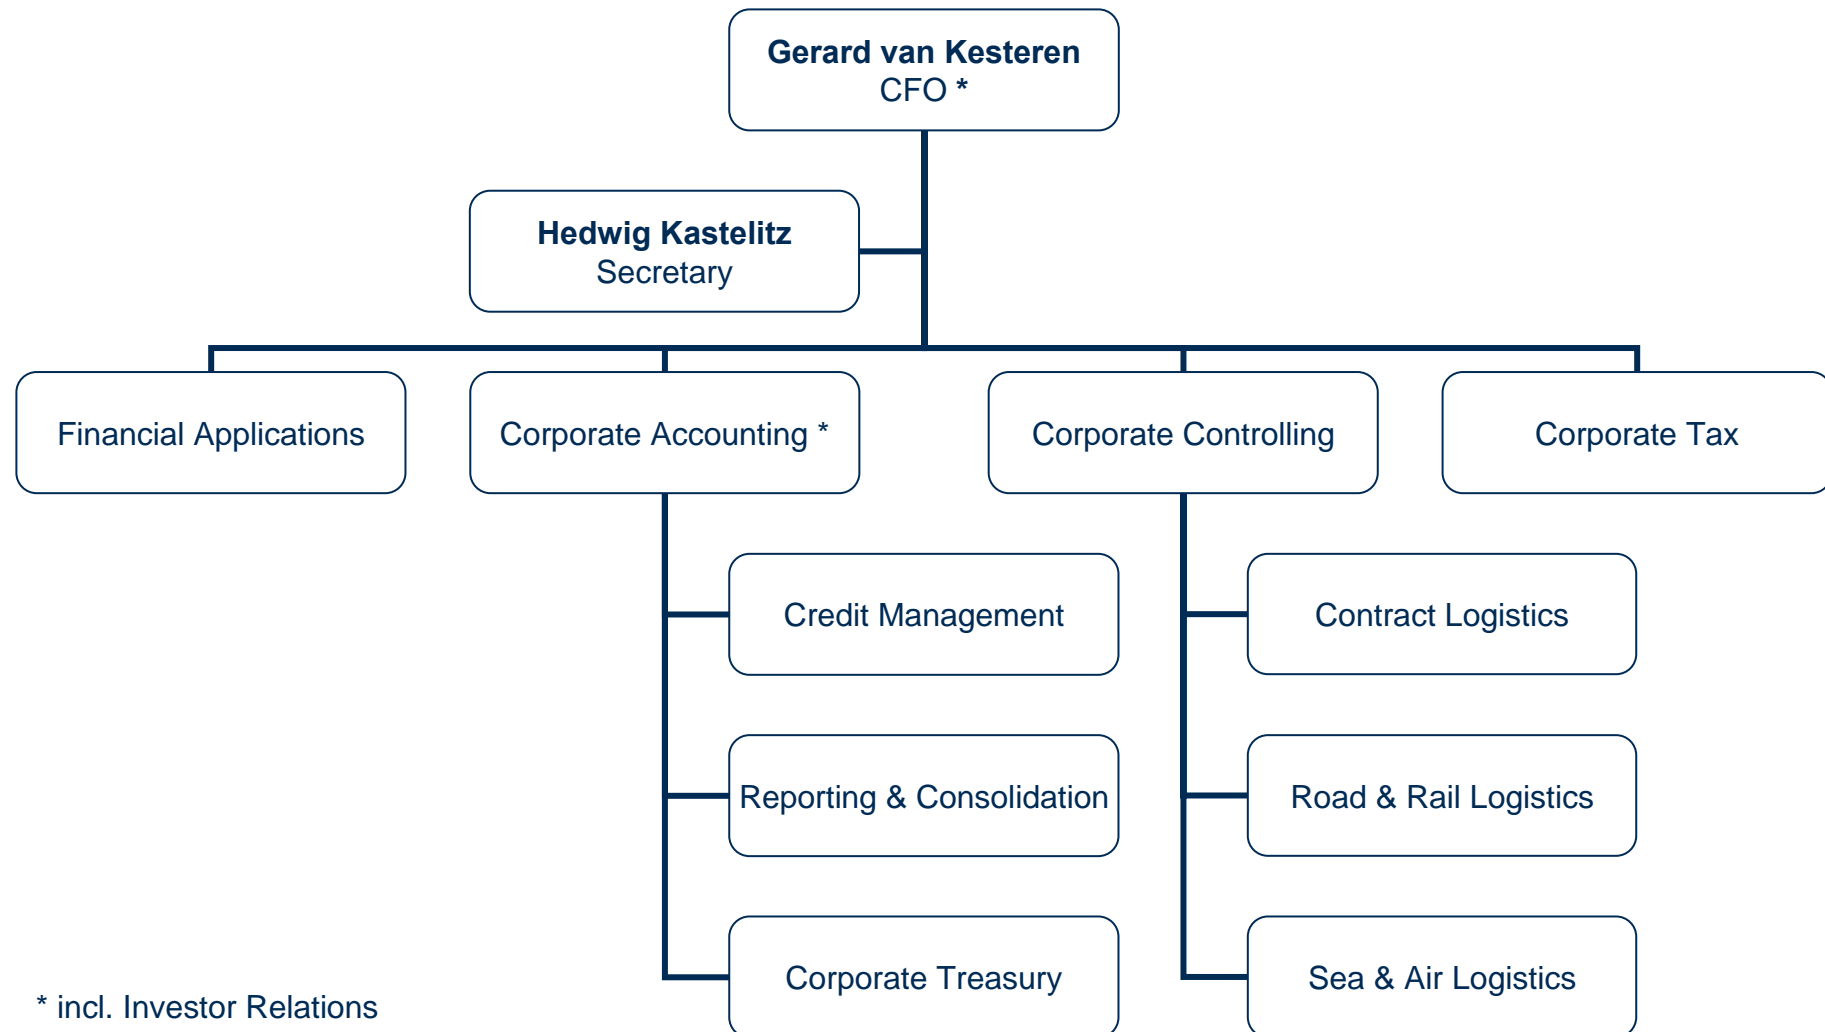 Gerard van Kesteren
CFO *
Hedwig Kastelitz
Secretary
Financial Applications
Corporate Accounting *
Corporate Controlling
Corporate Tax
Credit Management
Contract Logistics
Reporting & Consolidation
Road & Rail Logistics
Corporate Treasury
Sea & Air Logistics
* incl. Investor Relations